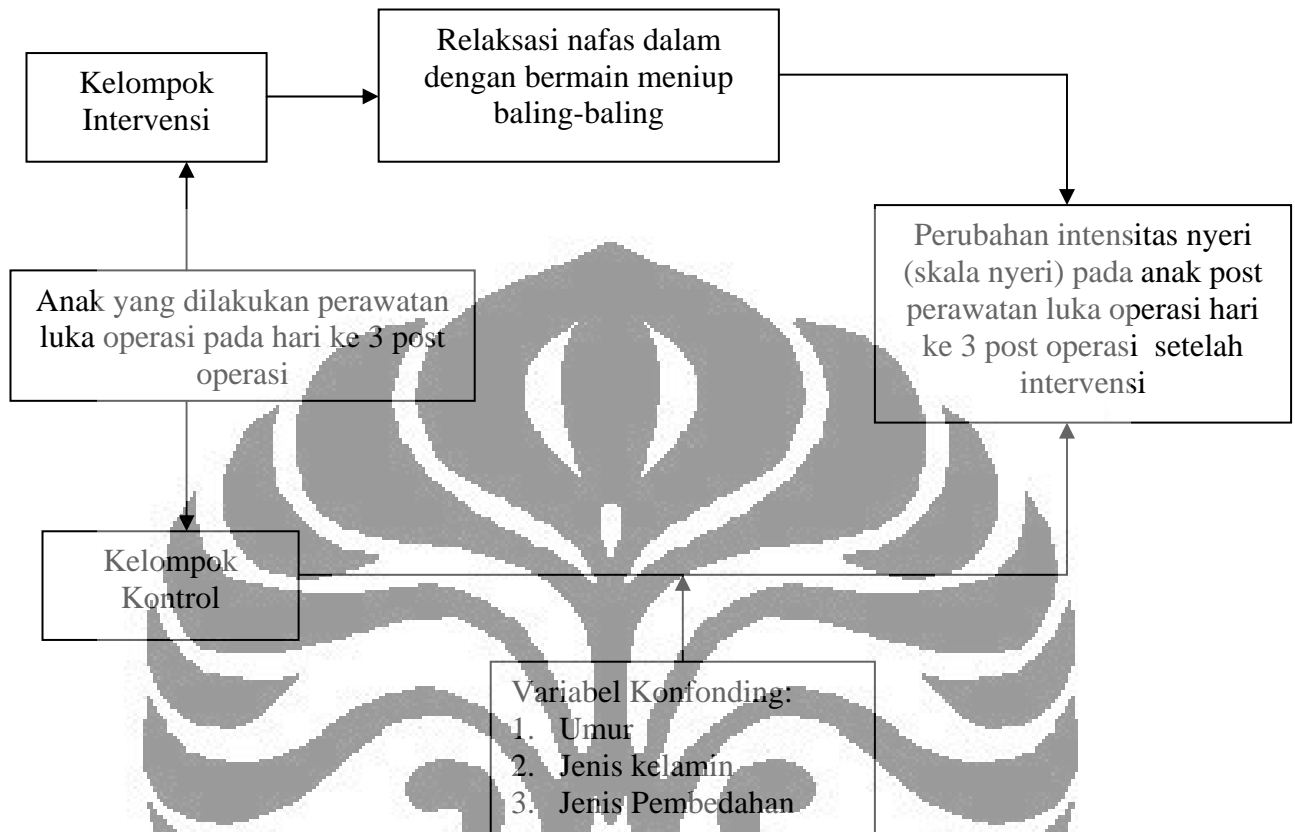 Kelompok
Intervensi
Relaksasi nafas dalam
dengan bermain meniup
baling-baling
Anak yang dilakukan perawatan
luka operasi pada hari ke 3 post
operasi
Perubahan intensitas nyeri
(skala nyeri) pada anak post
perawatan luka operasi hari
ke 3 post operasi setelah
intervensi
Kelompok
Kontrol
Variabel Konfonding:
1. Umur
2. Jenis kelamin
3. Jenis Pembedahan